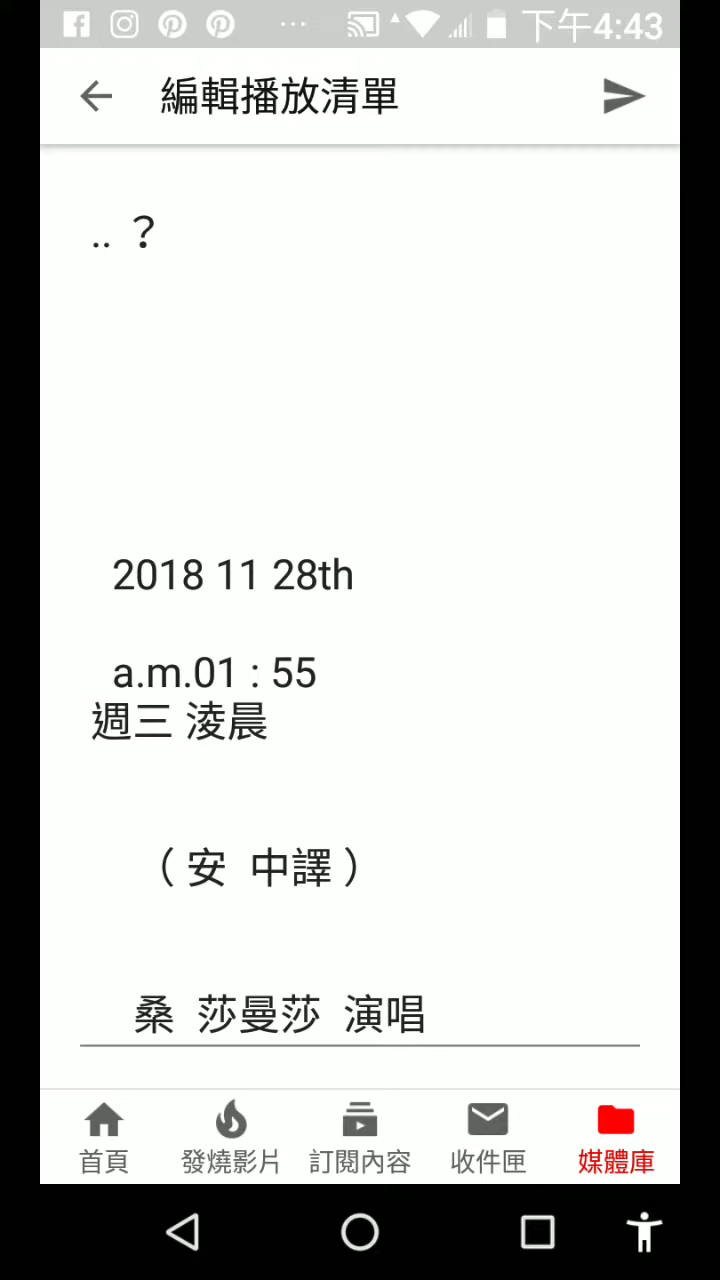 下午4:43
編輯播放清單
.. ?
2018 11 28th
a.m.01 : 55
週三 淩晨
（ 安 中譯 ）
桑 莎曼莎 演唱
首頁 發燒影片 訂閱內容 收件匣 媒體庫